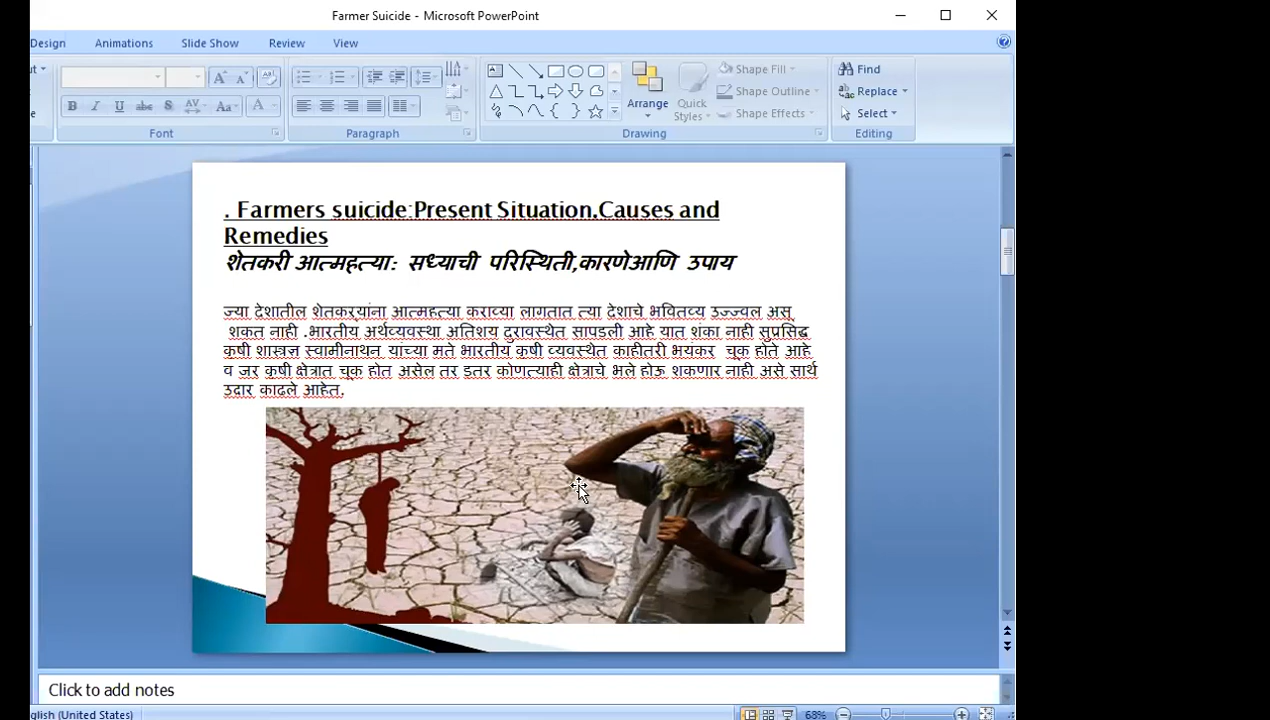 Farmer Suicide - Microsoft PowerPoint
Design Animations Slide Show Review View
Shape Fill Find
Shape Outline Replace
Arrange Quick Styles Shape Effects Select
Font Paragraph Drawing Editing
. Farmers suicide:Present Situation,Causes and
Remedies
शेतकरी आत्महत्या: सध्याची परिस्थिती,कारणेआणि उपाय
ज्या देशातील शेतकऱ्यांना आत्महत्या कराव्या लागतात त्या देशाचे भवितव्य उज्ज्वल असू
शकत नाही .भारतीय अर्थव्यवस्था अतिशय दुरावस्थेत सापडली आहे यात शंका नाही सुप्रसिद्ध
कृषी शास्त्रज्ञ स्वामीनाथन यांच्या मते भारतीय कृषी व्यवस्थेत काहीतरी भयंकर चूक होते आहे
व जर कृषी क्षेत्रात चूक होत असेल तर इतर कोणत्याही क्षेत्राचे भले होऊ शकणार नाही असे सार्थ
उदार काढले आहेत.
Click to add notes
glish (United States) 68%